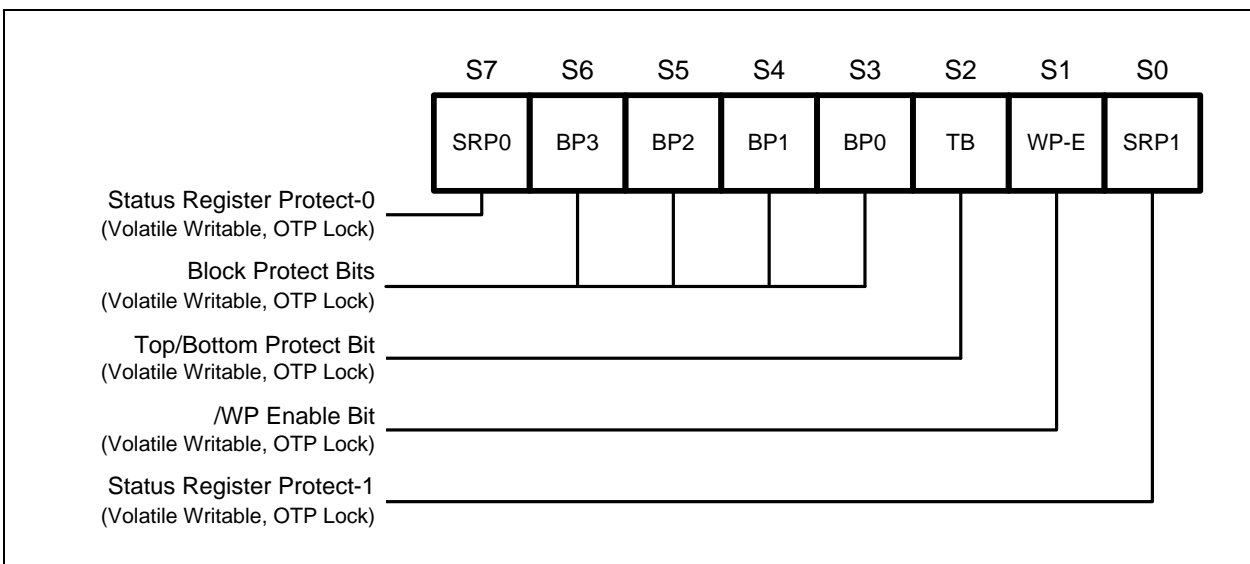 S7 S6 S5 S4 S3 S2 S1 S0
SRP0 BP3 BP2 BP1 BP0 TB WP-E SRP1
Status Register Protect-0
(Volatile Writable, OTP Lock)
Block Protect Bits
(Volatile Writable, OTP Lock)
Top/Bottom Protect Bit
(Volatile Writable, OTP Lock)
/WP Enable Bit
(Volatile Writable, OTP Lock)
Status Register Protect-1
(Volatile Writable, OTP Lock)